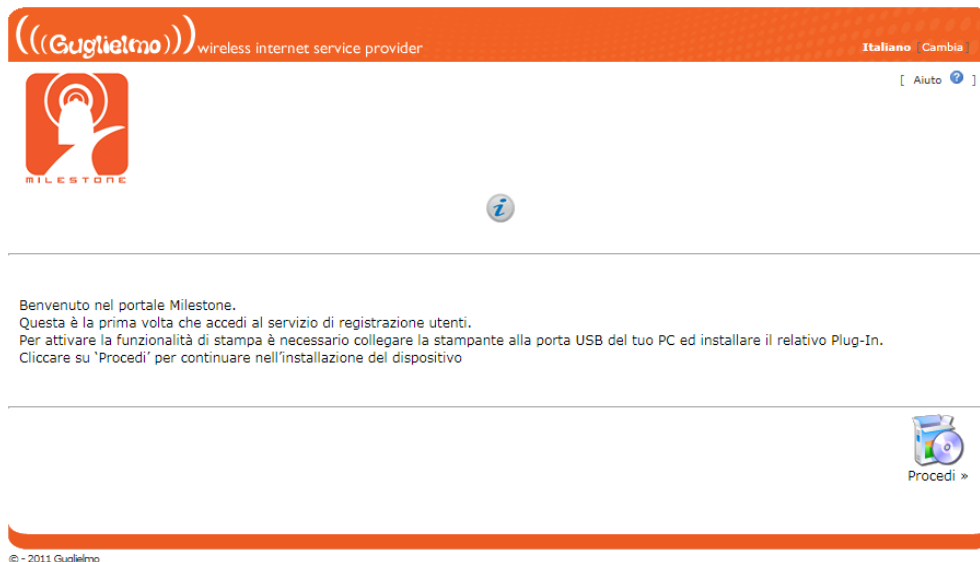 (((Guglielmo))) wireless internet service provider
Italiano [Cambia]
[ Aiuto ? ]
MILESTONE
i
Benvenuto nel portale Milestone.
Questa è la prima volta che accedi al servizio di registrazione utenti.
Per attivare la funzionalità di stampa è necessario collegare la stampante alla porta USB del tuo PC ed installare il relativo Plug-In.
Cliccare su `Procedi´ per continuare nell'installazione del dispositivo
Procedi »
© - 2011 Guglielmo